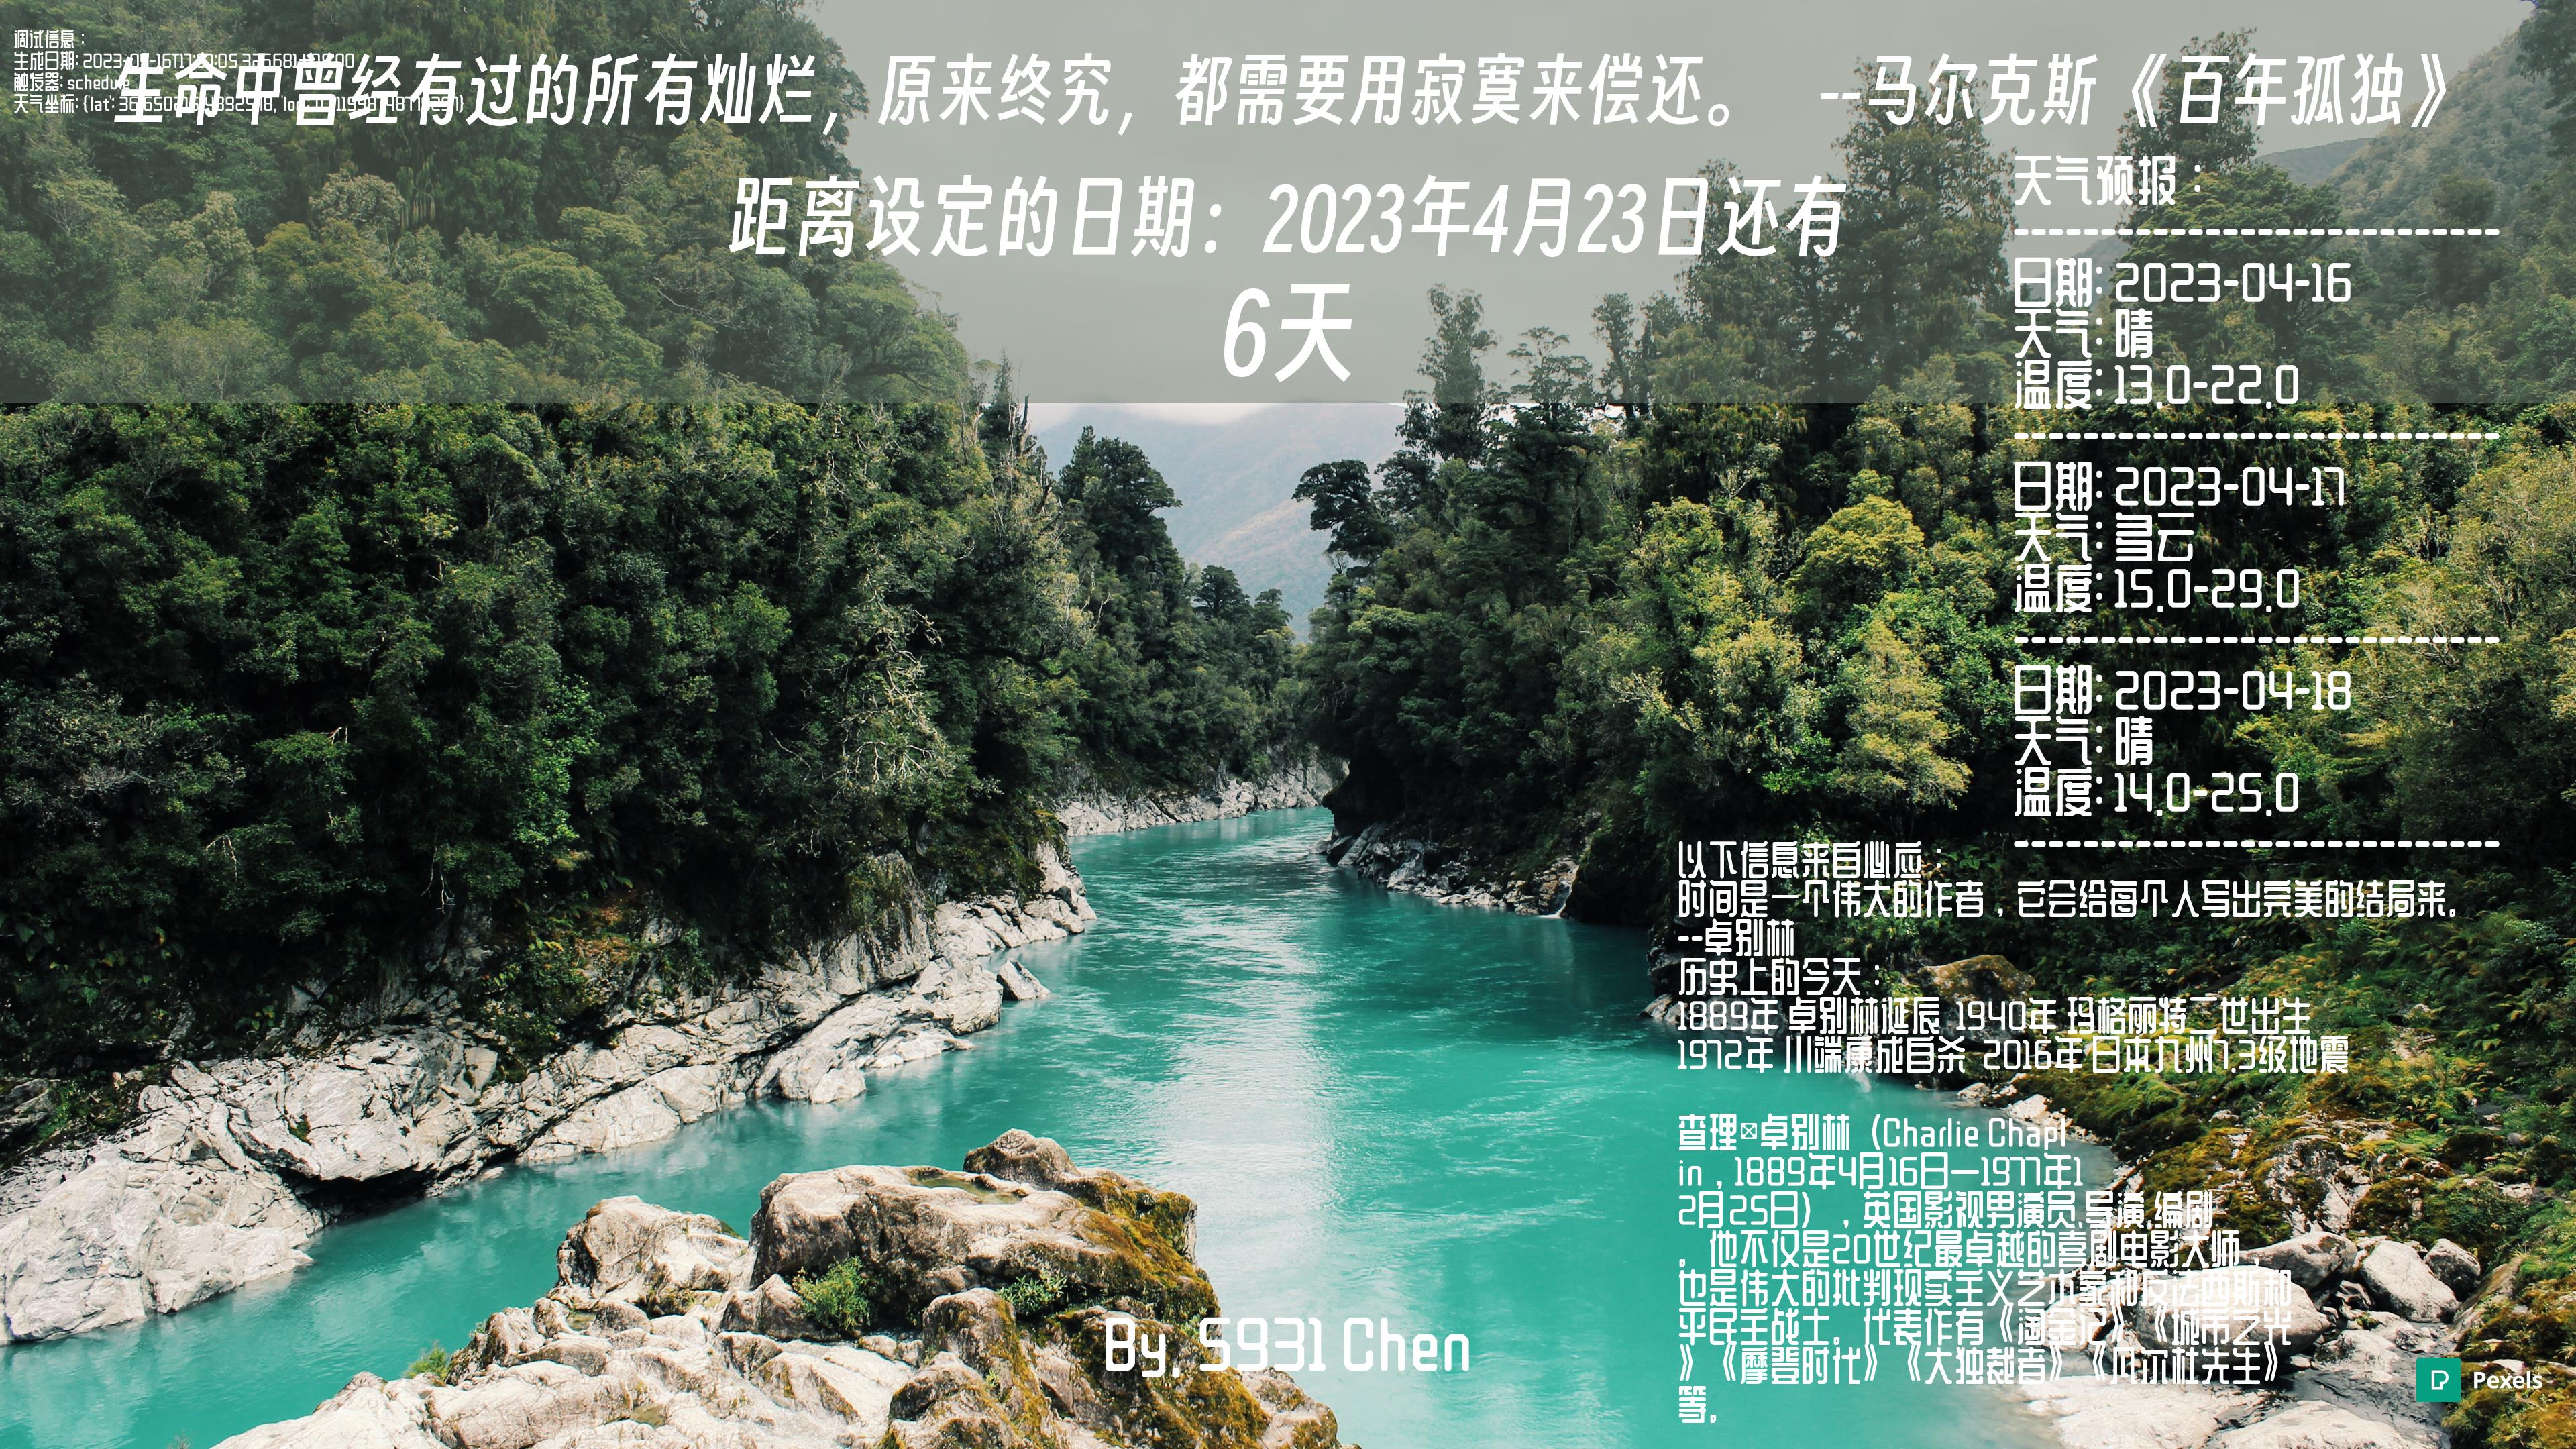 调试信息：
生成日期: 2023-
触发器: schedule
天气坐标: {lat:
生命中曾经有过的所有灿烂，原来终究，都需要用寂寞来偿还。 --马尔克斯《百年孤独》
距离设定的日期：2023年4月23日还有
6天
天气预报：
----------------------------
日期: 2023-04-16
天气: 晴
温度: 13.0-22.0
----------------------------
日期: 2023-04-17
天气: 多云
温度: 15.0-29.0
----------------------------
日期: 2023-04-18
天气: 晴
温度: 14.0-25.0
----------------------------
以下信息来自必应：
时间是一个伟大的作者，它会给每个人写出完美的结局来。
--卓别林
历史上的今天：
1889年 卓别林诞辰 1940年 玛格丽特二世出生
1972年 川端康成自杀 2016年 日本九州7.3级地震
查理卓别林（Charlie Chapl
in，1889年4月16日—1977年1
2月25日），英国影视男演员,导演,编剧
。他不仅是20世纪最卓越的喜剧电影大师，
也是伟大的批判现实主义艺术家和反法西斯和
平民主战士。代表作有《淘金记》《城市之光
》《摩登时代》《大独裁者》《凡尔杜先生》
等。
By. S931 Chen
Pexels